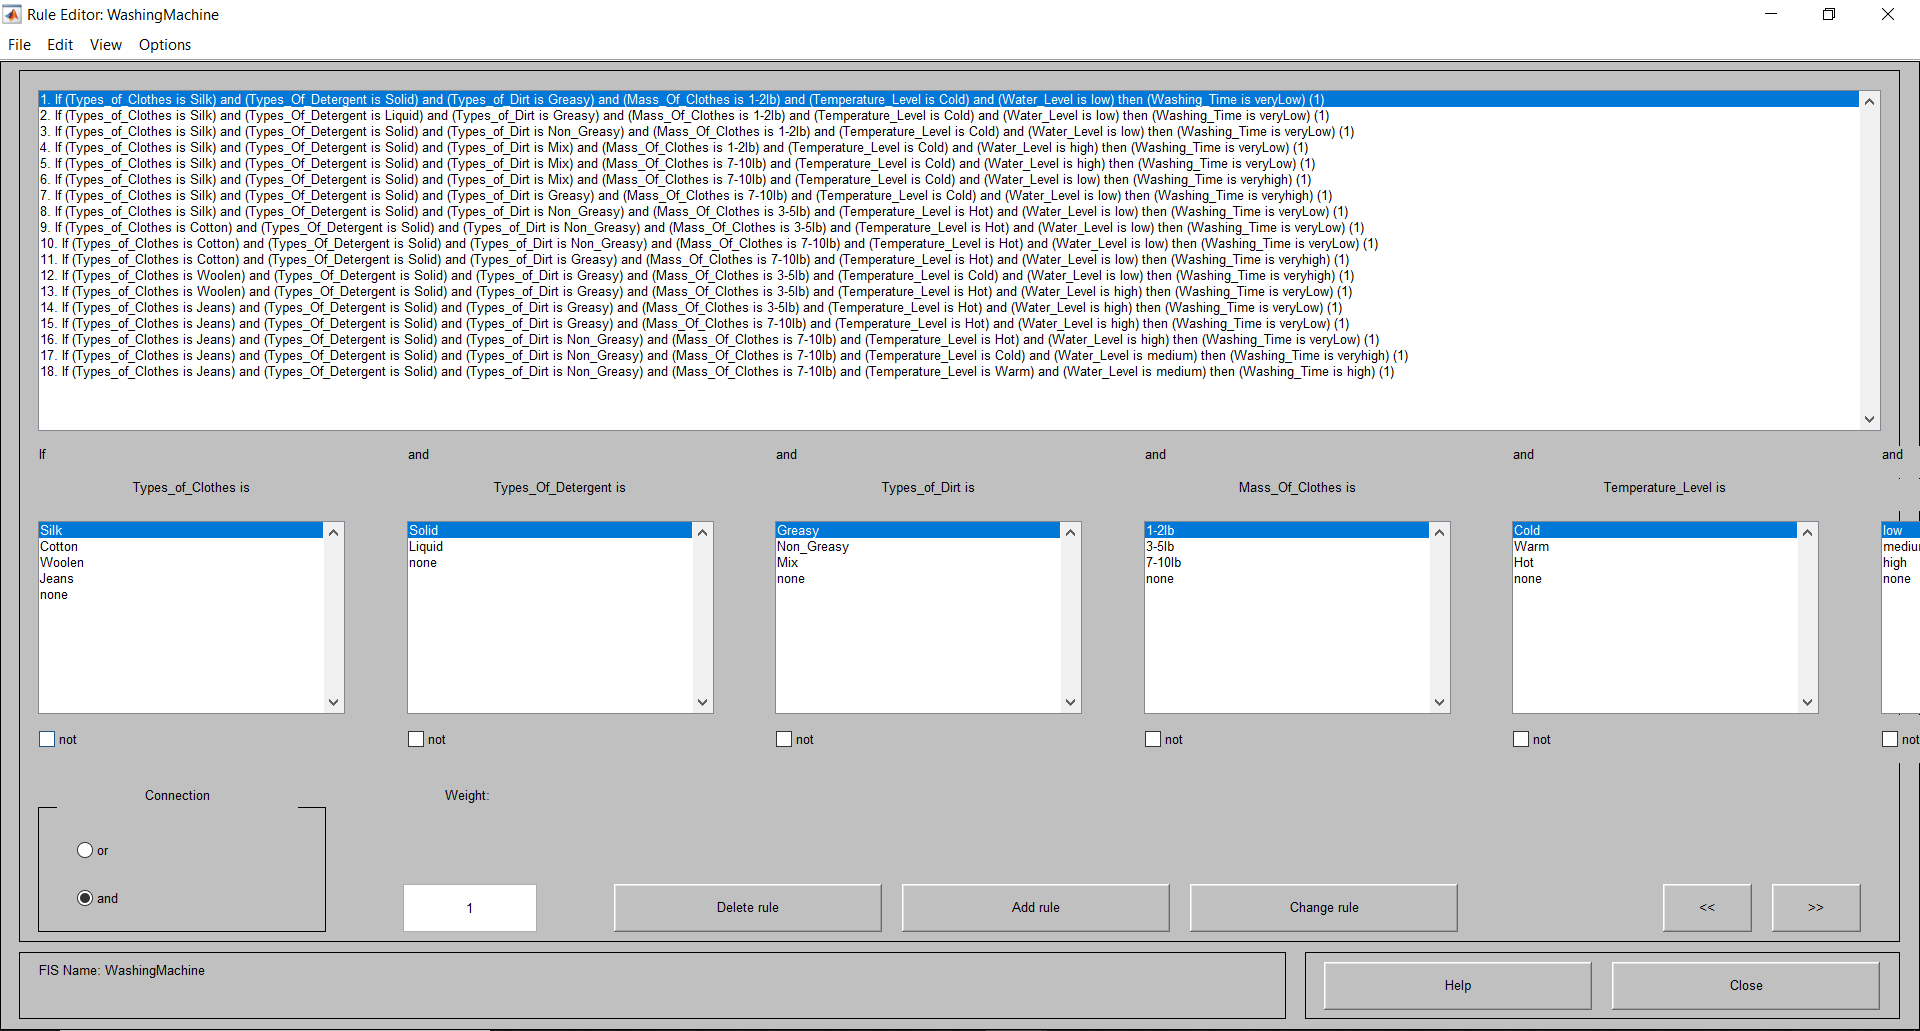 Rule Editor: WashingMachine
File Edit View Options
1. If (Types_of_Clothes is Silk) and (Types_Of_Detergent is Solid) and (Types_of_Dirt is Greasy) and (Mass_Of_Clothes is 1-2lb) and (Temperature_Level is Cold) and (Water_Level is low) then (Washing_Time is veryLow) (1)
2. If (Types_of_Clothes is Silk) and (Types_Of_Detergent is Liquid) and (Types_of_Dirt is Greasy) and (Mass_Of_Clothes is 1-2lb) and (Temperature_Level is Cold) and (Water_Level is low) then (Washing_Time is veryLow) (1)
3. If (Types_of_Clothes is Silk) and (Types_Of_Detergent is Solid) and (Types_of_Dirt is Non_Greasy) and (Mass_Of_Clothes is 1-2lb) and (Temperature_Level is Cold) and (Water_Level is low) then (Washing_Time is veryLow) (1)
4. If (Types_of_Clothes is Silk) and (Types_Of_Detergent is Solid) and (Types_of_Dirt is Mix) and (Mass_Of_Clothes is 1-2lb) and (Temperature_Level is Cold) and (Water_Level is high) then (Washing_Time is veryLow) (1)
5. If (Types_of_Clothes is Silk) and (Types_Of_Detergent is Solid) and (Types_of_Dirt is Mix) and (Mass_Of_Clothes is 7-10lb) and (Temperature_Level is Cold) and (Water_Level is high) then (Washing_Time is veryLow) (1)
6. If (Types_of_Clothes is Silk) and (Types_Of_Detergent is Solid) and (Types_of_Dirt is Mix) and (Mass_Of_Clothes is 7-10lb) and (Temperature_Level is Cold) and (Water_Level is low) then (Washing_Time is veryhigh) (1)
7. If (Types_of_Clothes is Silk) and (Types_Of_Detergent is Solid) and (Types_of_Dirt is Greasy) and (Mass_Of_Clothes is 7-10lb) and (Temperature_Level is Cold) and (Water_Level is low) then (Washing_Time is veryhigh) (1)
8. If (Types_of_Clothes is Silk) and (Types_Of_Detergent is Solid) and (Types_of_Dirt is Non_Greasy) and (Mass_Of_Clothes is 3-5lb) and (Temperature_Level is Hot) and (Water_Level is low) then (Washing_Time is veryLow) (1)
9. If (Types_of_Clothes is Cotton) and (Types_Of_Detergent is Solid) and (Types_of_Dirt is Non_Greasy) and (Mass_Of_Clothes is 3-5lb) and (Temperature_Level is Hot) and (Water_Level is low) then (Washing_Time is veryLow) (1)
10. If (Types_of_Clothes is Cotton) and (Types_Of_Detergent is Solid) and (Types_of_Dirt is Non_Greasy) and (Mass_Of_Clothes is 7-10lb) and (Temperature_Level is Hot) and (Water_Level is low) then (Washing_Time is veryLow) (1)
11. If (Types_of_Clothes is Cotton) and (Types_Of_Detergent is Solid) and (Types_of_Dirt is Greasy) and (Mass_Of_Clothes is 7-10lb) and (Temperature_Level is Hot) and (Water_Level is low) then (Washing_Time is veryhigh) (1)
12. If (Types_of_Clothes is Woolen) and (Types_Of_Detergent is Solid) and (Types_of_Dirt is Greasy) and (Mass_Of_Clothes is 3-5lb) and (Temperature_Level is Cold) and (Water_Level is low) then (Washing_Time is veryhigh) (1)
13. If (Types_of_Clothes is Woolen) and (Types_Of_Detergent is Solid) and (Types_of_Dirt is Greasy) and (Mass_Of_Clothes is 3-5lb) and (Temperature_Level is Hot) and (Water_Level is high) then (Washing_Time is veryLow) (1)
14. If (Types_of_Clothes is Jeans) and (Types_Of_Detergent is Solid) and (Types_of_Dirt is Greasy) and (Mass_Of_Clothes is 3-5lb) and (Temperature_Level is Hot) and (Water_Level is high) then (Washing_Time is veryLow) (1)
15. If (Types_of_Clothes is Jeans) and (Types_Of_Detergent is Solid) and (Types_of_Dirt is Greasy) and (Mass_Of_Clothes is 7-10lb) and (Temperature_Level is Hot) and (Water_Level is high) then (Washing_Time is veryLow) (1)
16. If (Types_of_Clothes is Jeans) and (Types_Of_Detergent is Solid) and (Types_of_Dirt is Non_Greasy) and (Mass_Of_Clothes is 7-10lb) and (Temperature_Level is Hot) and (Water_Level is high) then (Washing_Time is veryLow) (1)
17. If (Types_of_Clothes is Jeans) and (Types_Of_Detergent is Solid) and (Types_of_Dirt is Non_Greasy) and (Mass_Of_Clothes is 7-10lb) and (Temperature_Level is Cold) and (Water_Level is medium) then (Washing_Time is veryhigh) (1)
18. If (Types_of_Clothes is Jeans) and (Types_Of_Detergent is Solid) and (Types_of_Dirt is Non_Greasy) and (Mass_Of_Clothes is 7-10lb) and (Temperature_Level is Warm) and (Water_Level is medium) then (Washing_Time is high) (1)
If and and and and and
Types_of_Clothes is Types_Of_Detergent is Types_of_Dirt is Mass_Of_Clothes is Temperature_Level is
Silk Solid Greasy 1-2lb Cold low
Cotton Liquid Non_Greasy 3-5lb Warm
Woolen none Mix 7-10lb Hot high
Jeans none none none none
none
not not not not not not
Connection Weight:
or
and
1 Delete rule Add rule Change rule << >>
FIS Name: WashingMachine
Help Close